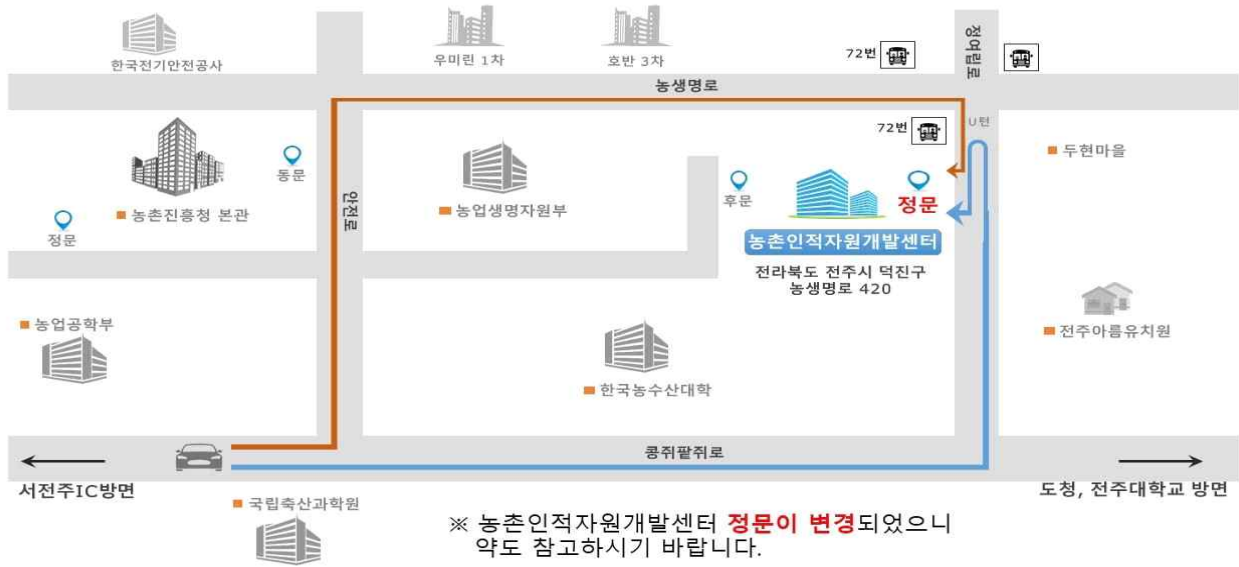 한국전기안전공사
우미린 1차
호반 3차
72번
정여립로
농생명로
72번
U턴
두현마을
동문
농촌진흥청 본관
정문
안전로
농업생명자원부
후문
정문
농촌인적자원개발센터
전라북도 전주시 덕진구
농생명로 420
농업공학부
전주아름유치원
한국농수산대학
콩쥐팥쥐로
서전주IC방면
도청, 전주대학교 방면
국립축산과학원
※ 농촌인적자원개발센터 정문이 변경되었으니
약도 참고하시기 바랍니다.